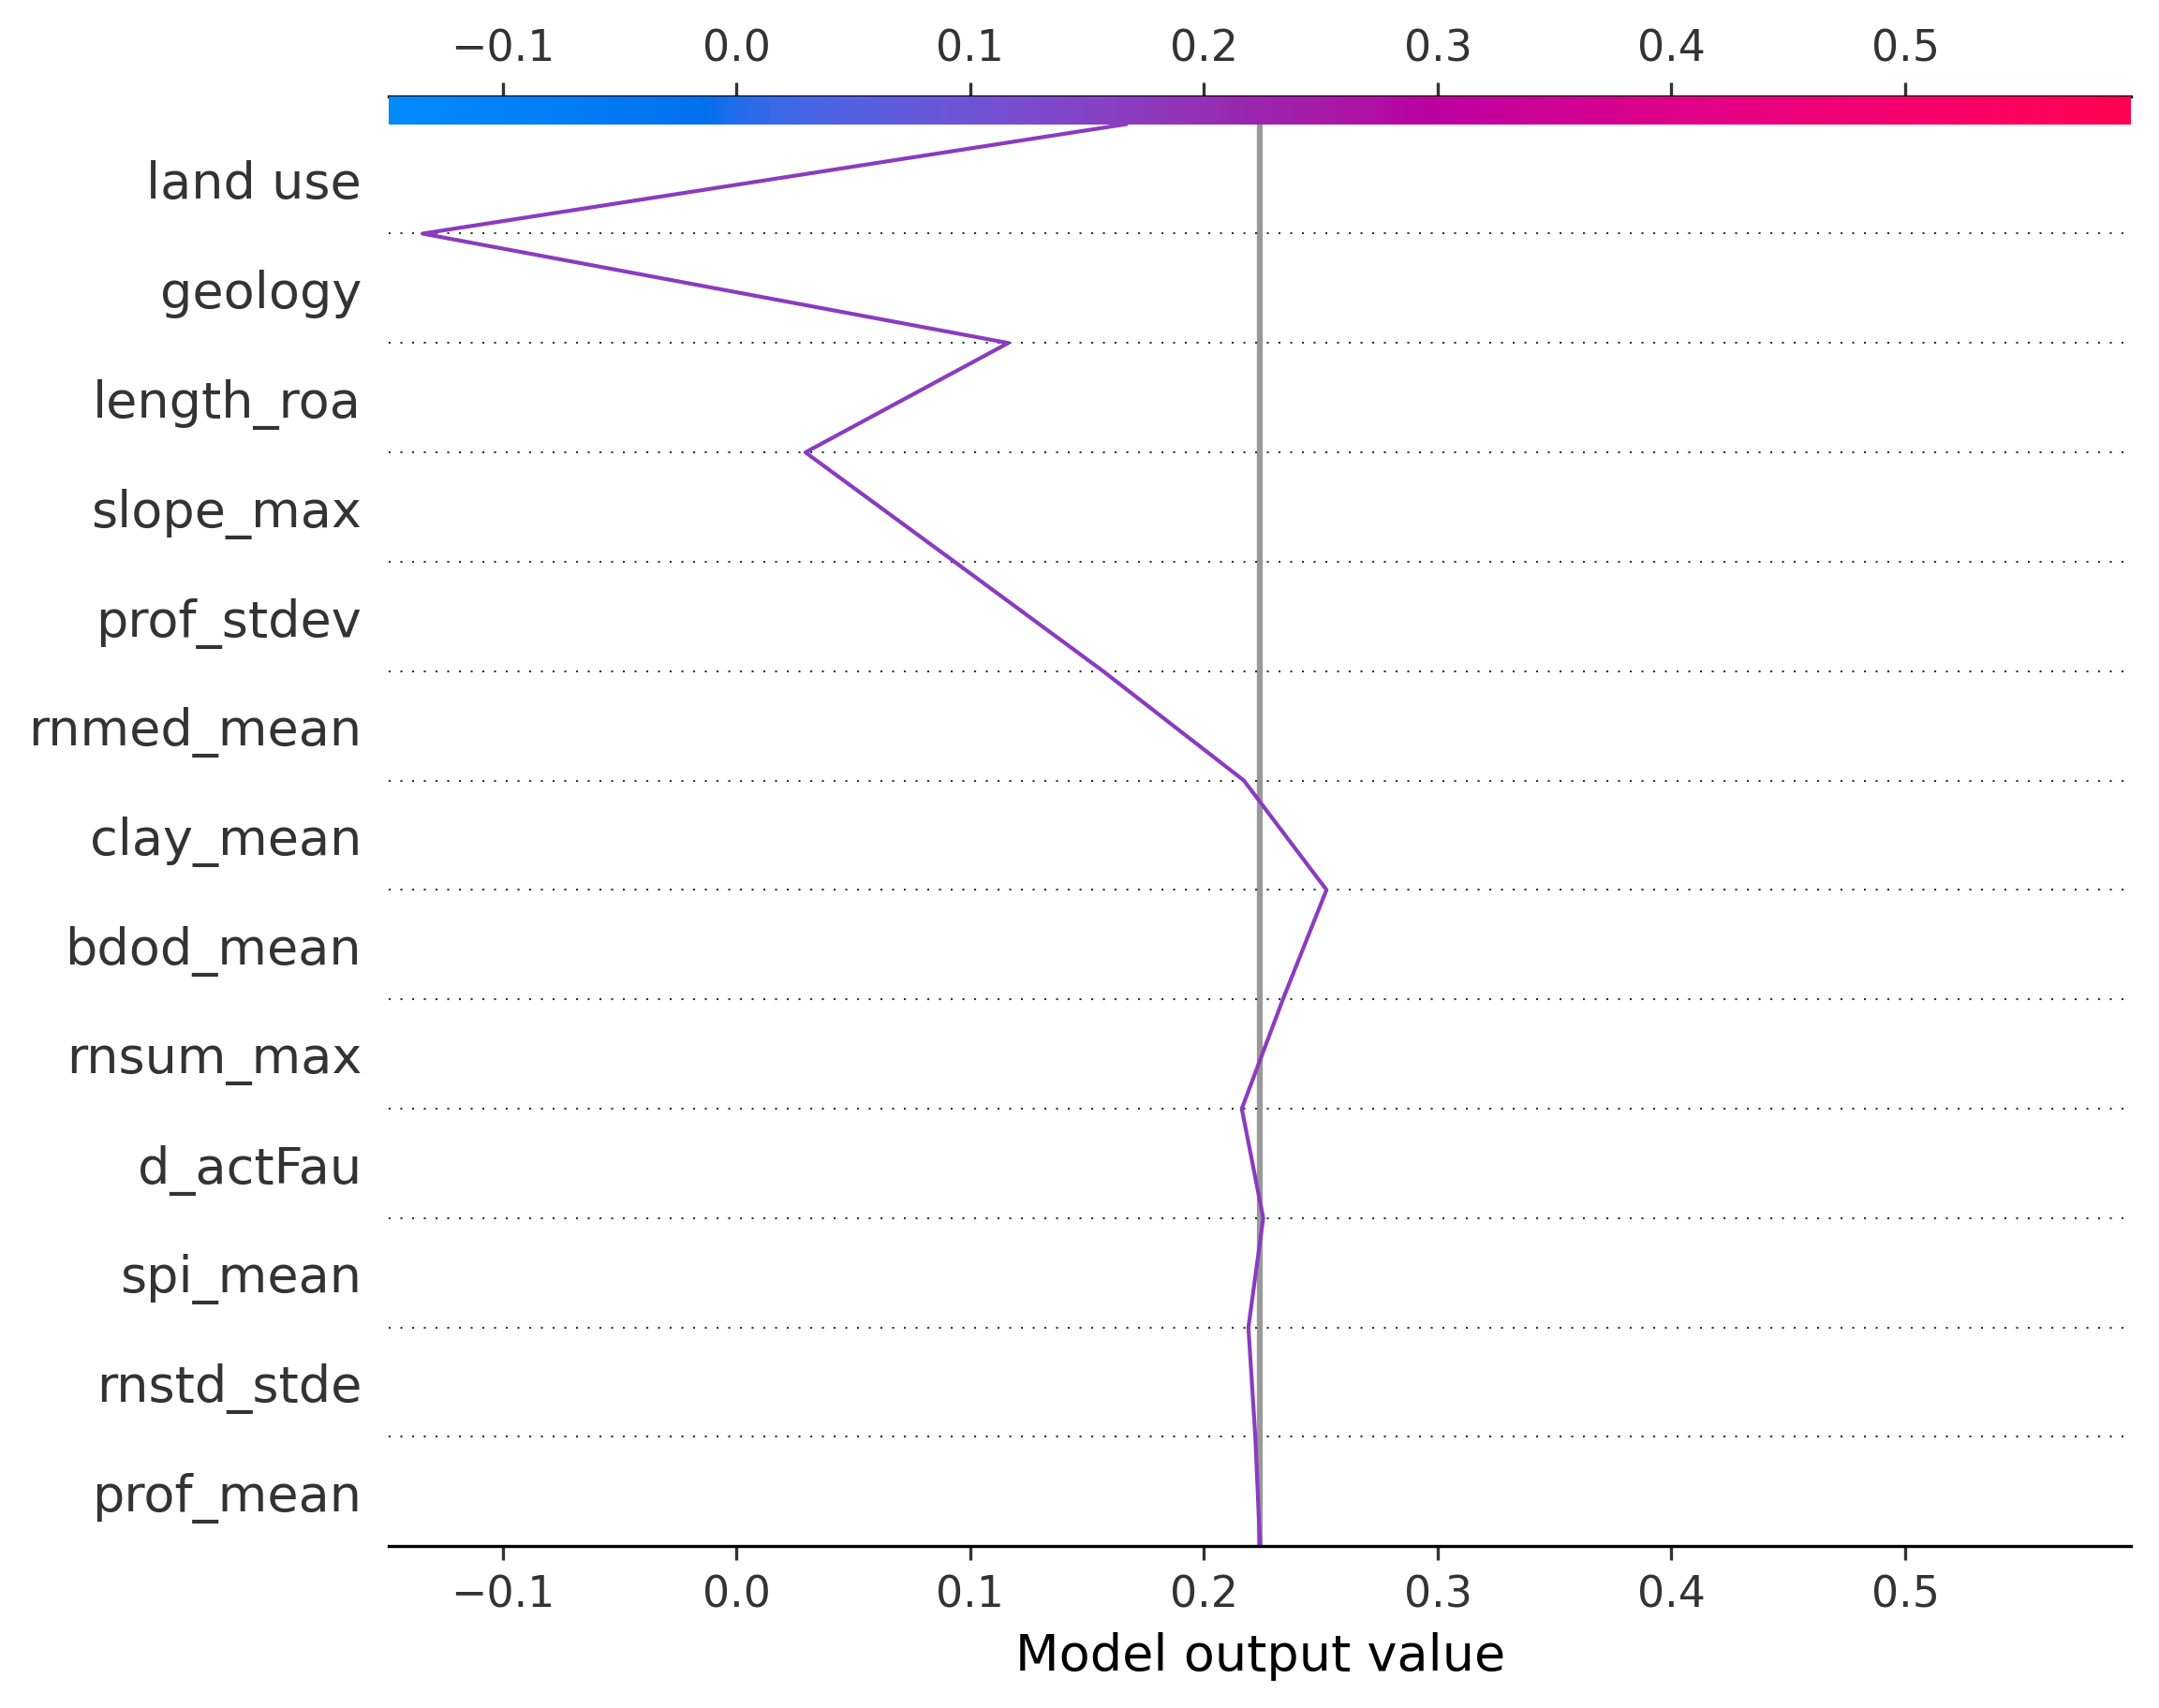 −0.1 0.0 0.1 0.2 0.3 0.4 0.5
land use
geology
length_roa
slope_max
prof_stdev
rnmed_mean
clay_mean
bdod_mean
rnsum_max
d_actFau
spi_mean
rnstd_stde
prof_mean
−0.1 0.0 0.1 0.2 0.3 0.4 0.5
Model output value